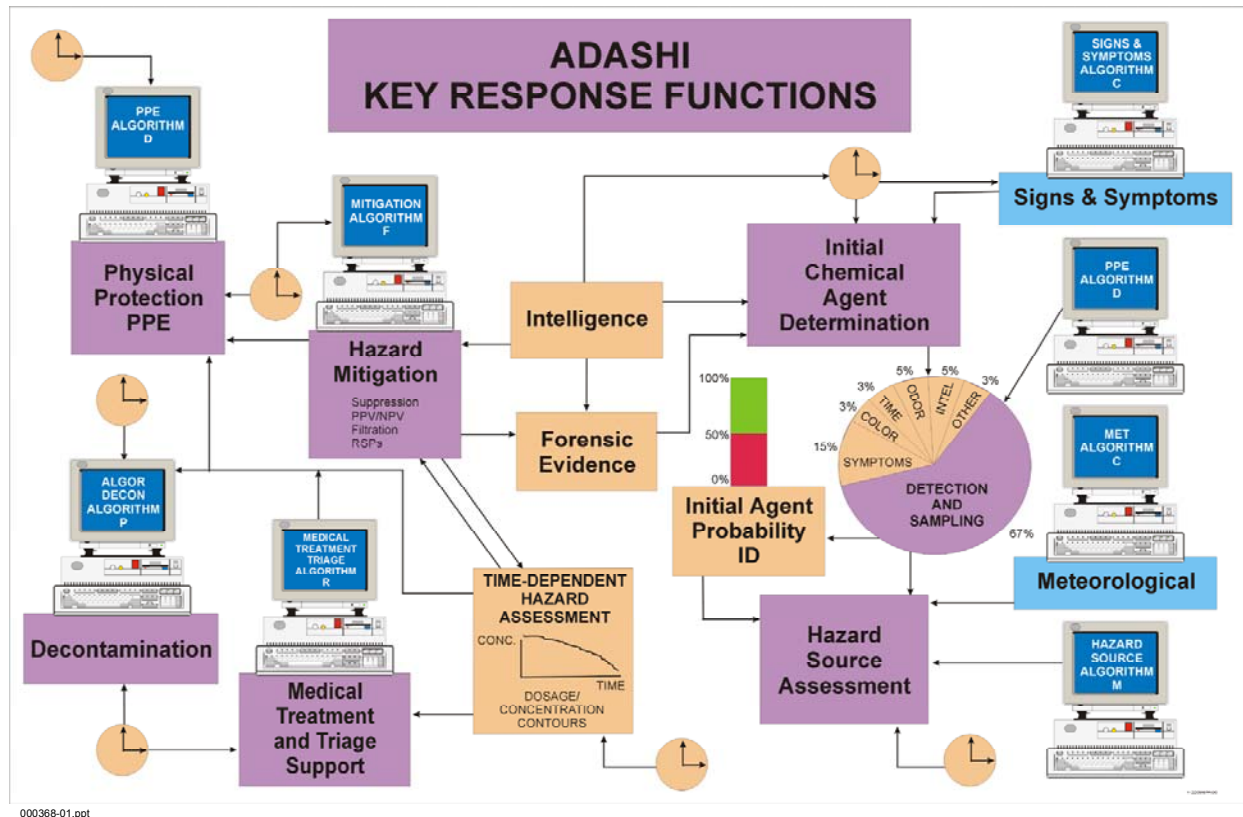 ADASHI
KEY RESPONSE FUNCTIONS
PPE
ALGORITHM
D
Physical
Protection
PPE
MITIGATION
ALGORITHM
F
Hazard
Mitigation
Suppression
PPV/NPV
Filtration
RSPs
Intelligence
Forensic
Evidence
SIGNS &
SYMPTOMS
ALGORITHM
C
Signs & Symptoms
Initial
Chemical
Agent
Determination
PPE
ALGORITHM
D
100%
50%
0%
Initial Agent
Probability
ID
15%
3%
3%
5%
5%
3%
67%
SYMPTOMS
COLOR
TIME
ODOR
INTEL
OTHER
DETECTION
AND
SAMPLING
MET
ALGORITHM
C
Meteorological
ALGOR
DECON
ALGORITHM
P
Decontamination
MEDICAL
TREATMENT
TRIAGE
ALGORITHM
R
Medical
Treatment
and Triage
Support
TIME-DEPENDENT
HAZARD
ASSESSMENT
CONC.
TIME
DOSAGE/
CONCENTRATION
CONTOURS
Hazard
Source
Assessment
HAZARD
SOURCE
ALGORITHM
M
000368-01.ppt